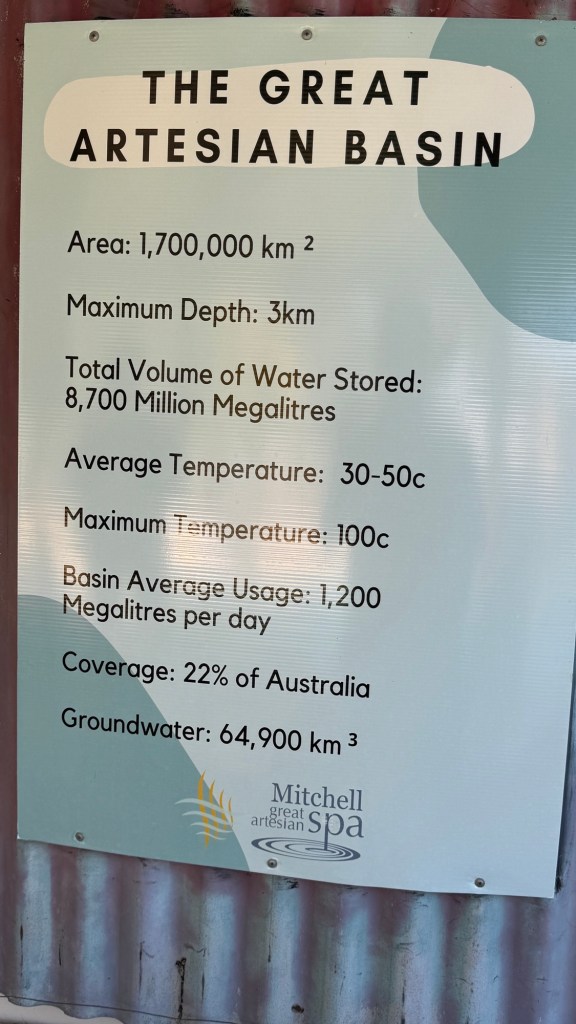 THE GREAT
ARTESIAN BASIN
Area: 1,700,000 km ²
Maximum Depth: 3km
Total Volume of Water Stored:
8,700 Million Megalitres
Average Temperature: 30-50c
Maximum Temperature: 100c
Basin Average Usage: 1,200
Megalitres per day
Coverage: 22% of Australia
Groundwater: 64,900 km ³
Mitchell
great
artesian spa